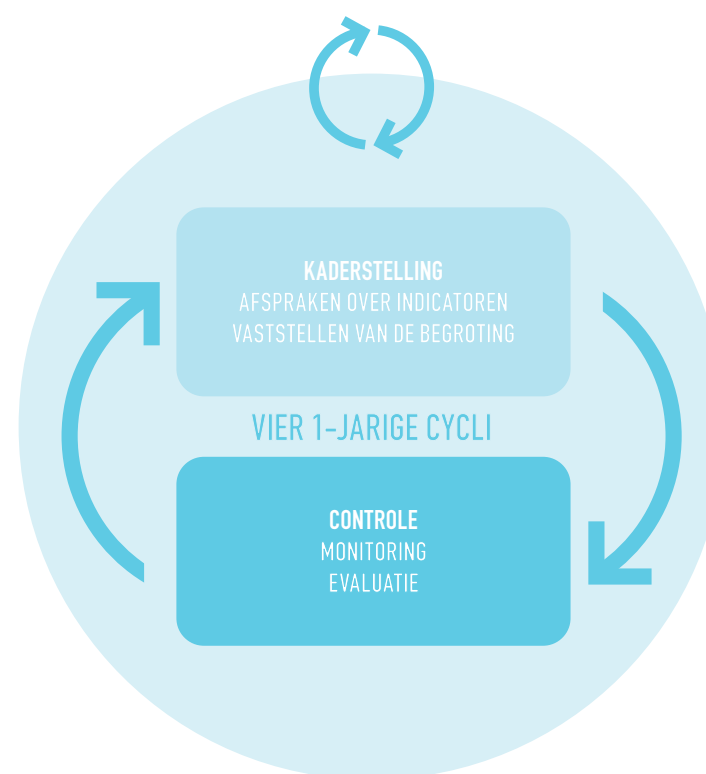 KADERSTELLING
AFSPRAKEN OVER INDICATOREN
VASTSTELLEN VAN DE BEGROTING
VIER 1-JARIGE CYCLI
CONTROLE
MONITORING
EVALUATIE